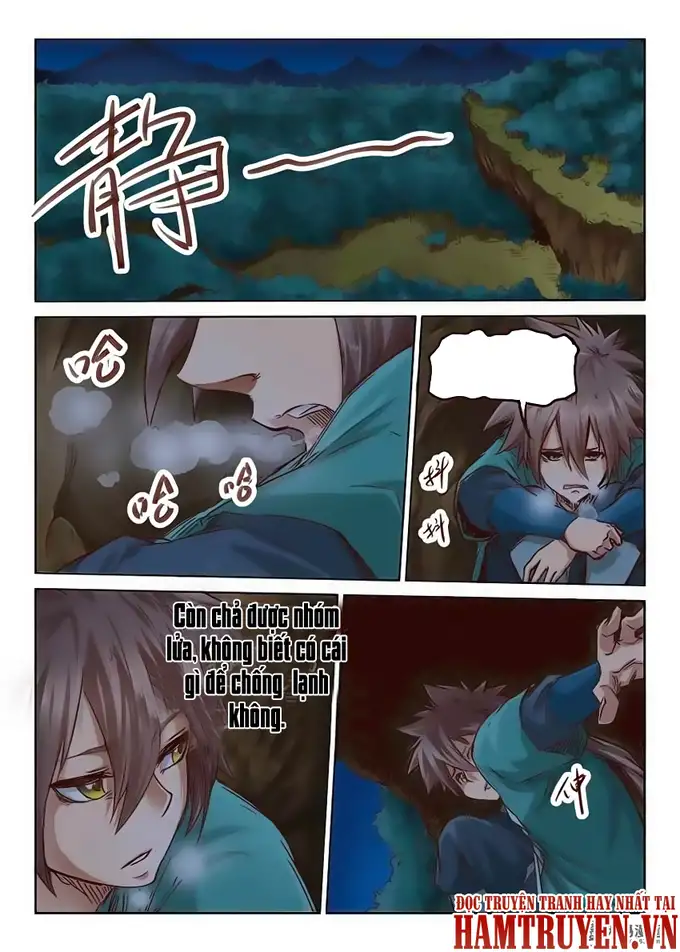 静一
哈
哈
哈
抖
抖
Còn chả được nhóm
lửa, không biết có cái
gì để chống lạnh
không.
伸
ĐỌC TRUYỆN TRANH HAY NHẤT TẠI
HAMTRUYEN.VN